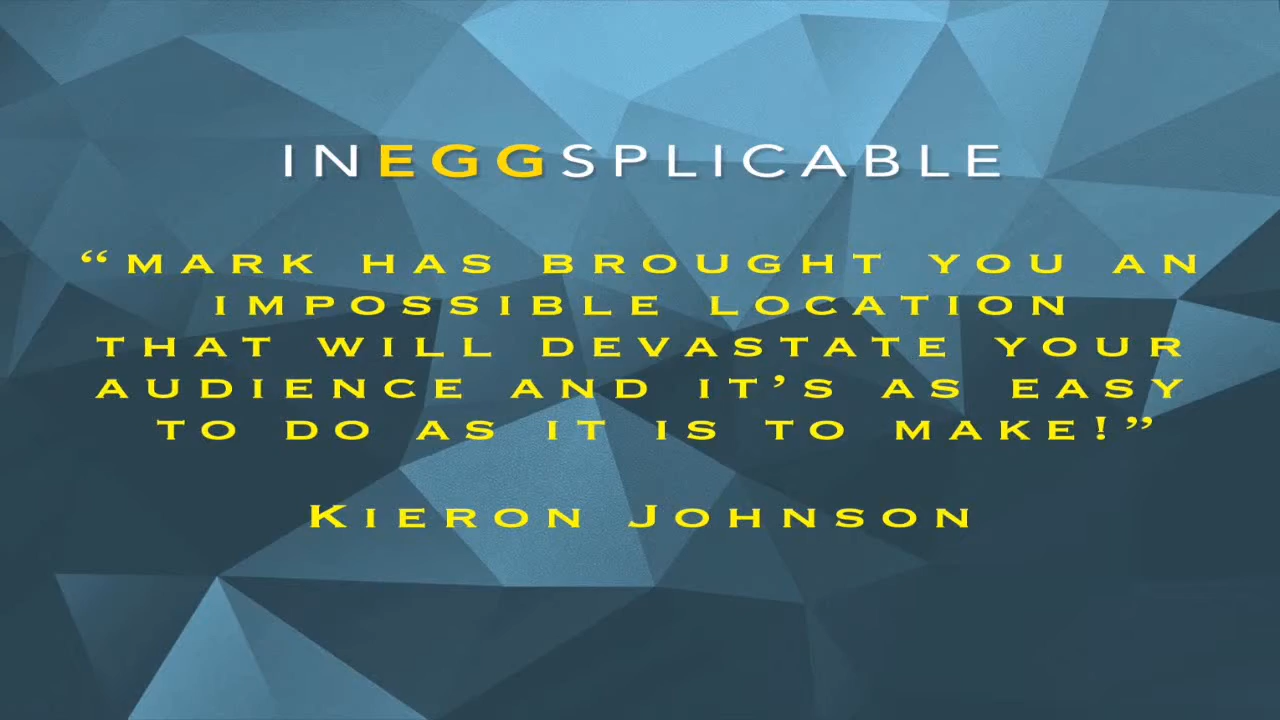 INEGGSPLICABLE
“MARK HAS BROUGHT YOU AN
IMPOSSIBLE LOCATION
THAT WILL DEVASTATE YOUR
AUDIENCE AND IT’S AS EASY
TO DO AS IT IS TO MAKE!”
KIERON JOHNSON